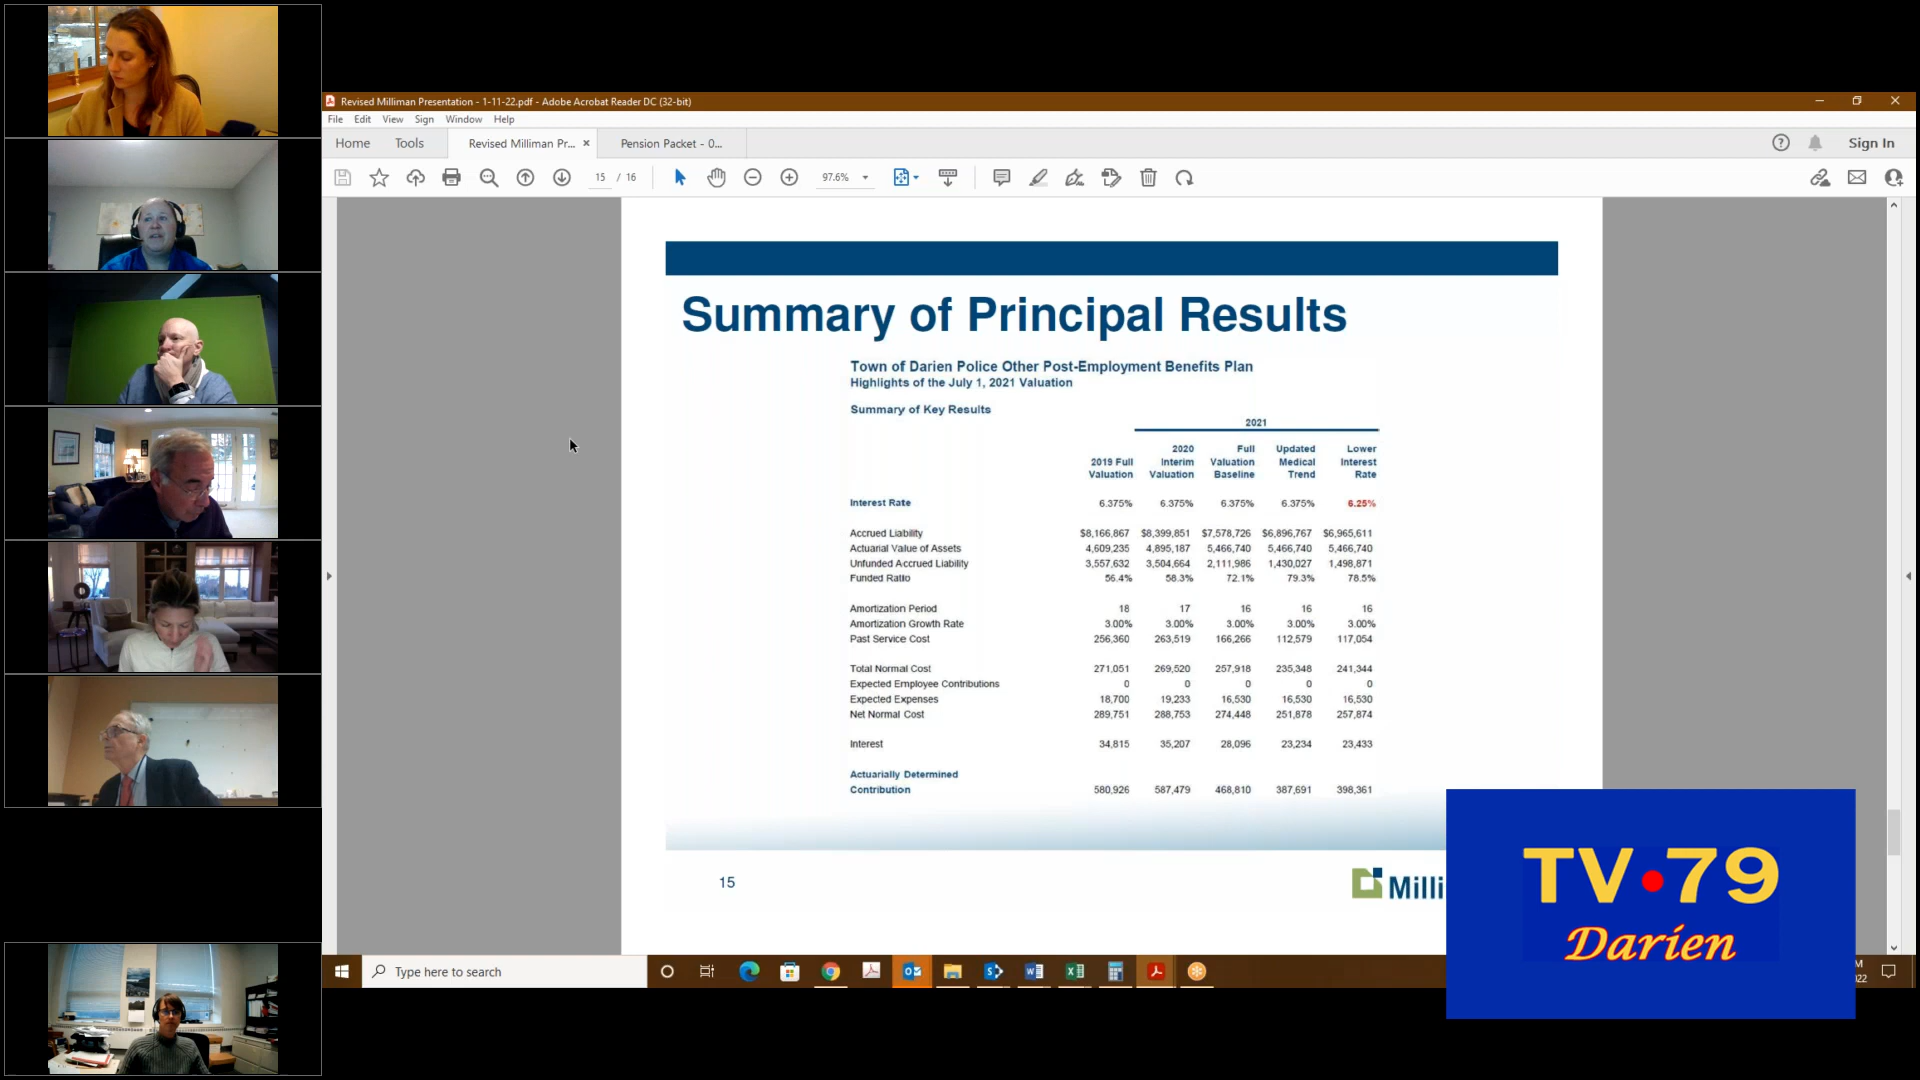 Revised Milliman Presentation - 1-11-22.pdf - Adobe Acrobat Reader DC (32-bit)
File Edit View Sign Window Help
Home Tools Revised Milliman Pr... × Pension Packet - 0... Sign In
15 / 16 97.6%
Summary of Principal Results
Town of Darien Police Other Post-Employment Benefits Plan
Highlights of the July 1, 2021 Valuation
Summary of Key Results
2021
2020 Full Updated Lower
2019 Full Interim Valuation Medical Interest
Valuation Valuation Baseline Trend Rate
Interest Rate 6.375% 6.375% 6.375% 6.375% 6.25%
Accrued Liability $8,166,867 $8,399,851 $7,578,726 $6,896,767 $6,965,611
Actuarial Value of Assets 4,609,235 4,895,187 5,466,740 5,466,740 5,466,740
Unfunded Accrued Liability 3,557,632 3,504,664 2,111,986 1,430,027 1,498,871
Funded Ratio 56.4% 58.3% 72.1% 79.3% 78.5%
Amortization Period 18 17 16 16 16
Amortization Growth Rate 3.00% 3.00% 3.00% 3.00% 3.00%
Past Service Cost 256,360 263,519 166,266 112,579 117,054
Total Normal Cost 271,051 269,520 257,918 235,348 241,344
Expected Employee Contributions 0 0 0 0 0
Expected Expenses 18,700 19,233 16,530 16,530 16,530
Net Normal Cost 289,751 288,753 274,448 251,878 257,874
Interest 34,815 35,207 28,096 23,234 23,433
Actuarially Determined
Contribution 580,926 587,479 468,810 387,691 398,361
15
Milli
TV•79
Darien
Type here to search
M
22